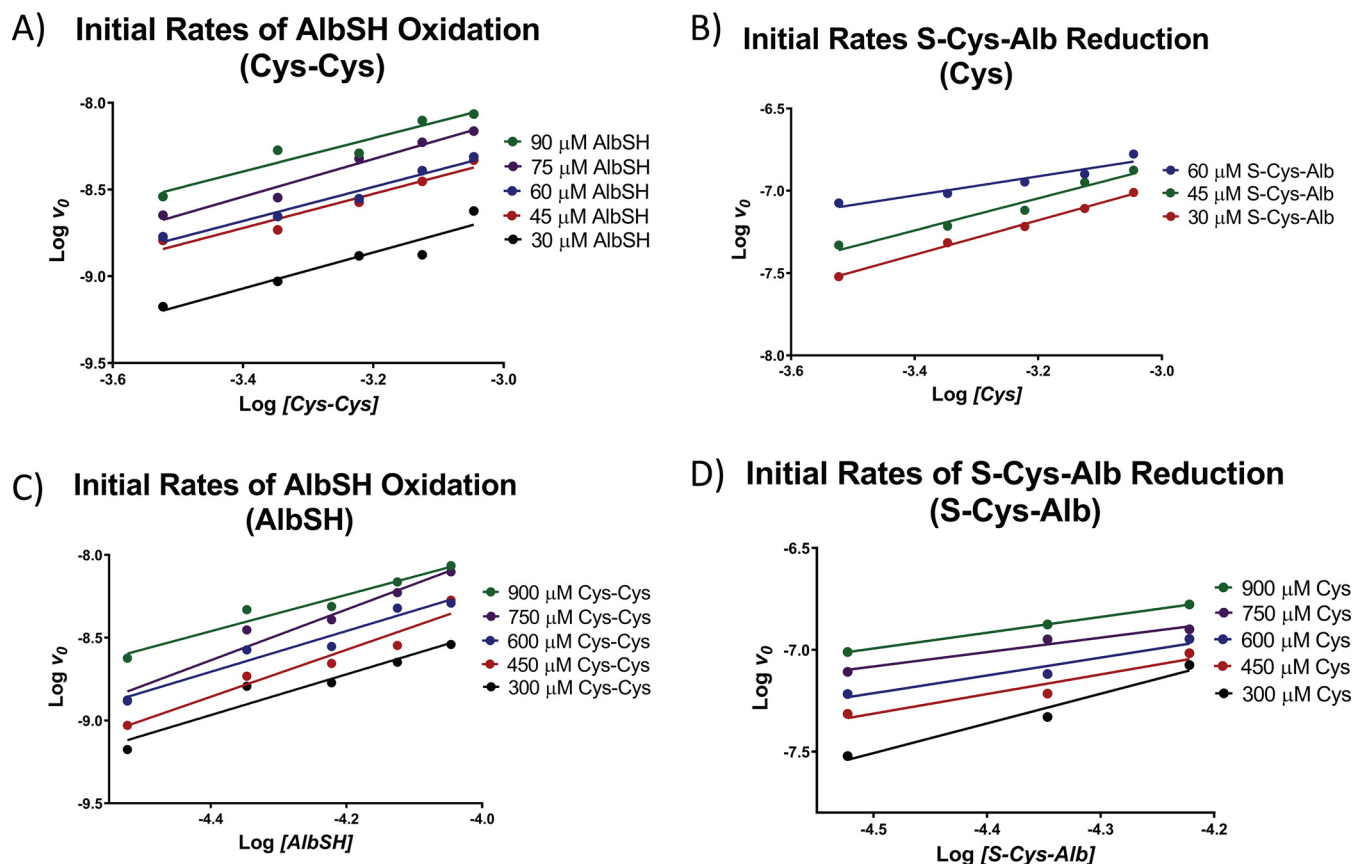 A) Initial Rates of AlbSH Oxidation
(Cys-Cys)
-8.0
-8.5
-9.0
-9.5
Log v0
-3.6 -3.4 -3.2 -3.0
Log [Cys-Cys]
90 μM AlbSH
75 μM AlbSH
60 μM AlbSH
45 μM AlbSH
30 μM AlbSH
B) Initial Rates S-Cys-Alb Reduction
(Cys)
-6.5
-7.0
-7.5
-8.0
Log v0
-3.6 -3.4 -3.2 -3.0
Log [Cys]
60 μM S-Cys-Alb
45 μM S-Cys-Alb
30 μM S-Cys-Alb
C) Initial Rates of AlbSH Oxidation
(AlbSH)
-8.0
-8.5
-9.0
-9.5
Log v0
-4.4 -4.2 -4.0
Log [AlbSH]
900 μM Cys-Cys
750 μM Cys-Cys
600 μM Cys-Cys
450 μM Cys-Cys
300 μM Cys-Cys
D) Initial Rates of S-Cys-Alb Reduction
(S-Cys-Alb)
-6.5
-7.0
-7.5
Log v0
-4.5 -4.4 -4.3 -4.2
Log [S-Cys-Alb]
900 μM Cys
750 μM Cys
600 μM Cys
450 μM Cys
300 μM Cys